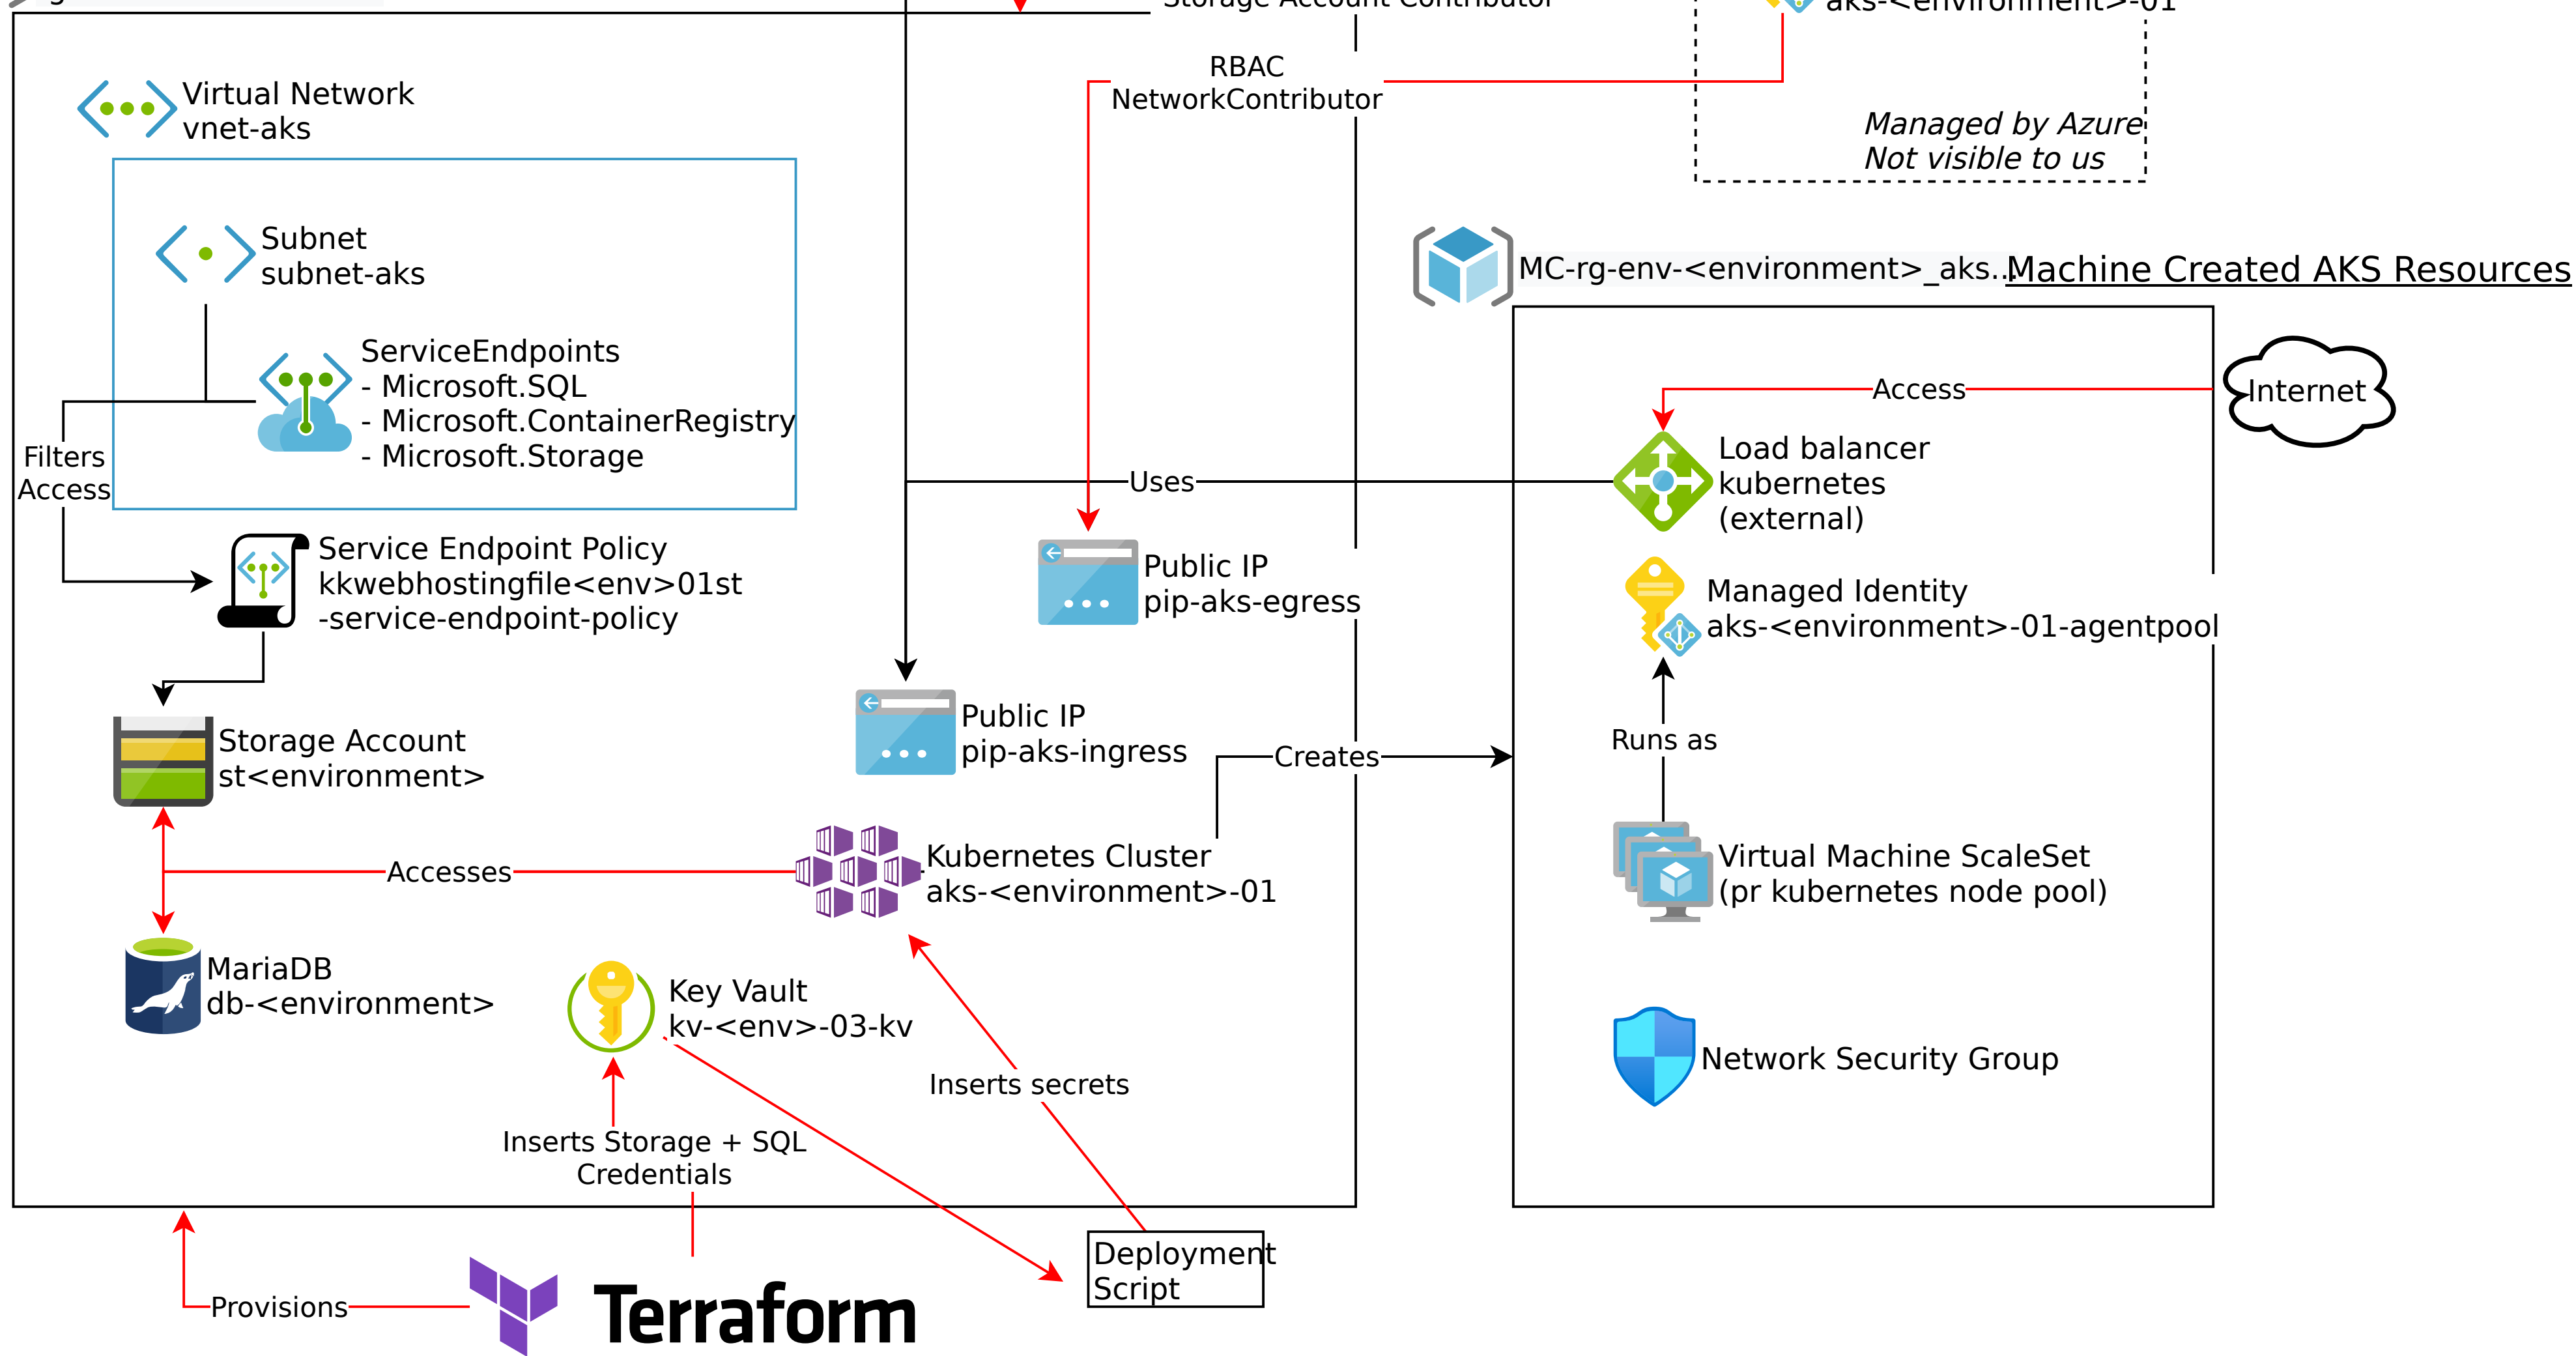 Storage Account Contributor
aks-<environment>-01
RBAC
NetworkContributor
Virtual Network
vnet-aks
Managed by Azure
Not visible to us
Subnet
subnet-aks
MC-rg-env-<environment>_aks...
Machine Created AKS Resources
ServiceEndpoints
- Microsoft.SQL
- Microsoft.ContainerRegistry
- Microsoft.Storage
Access
Internet
Filters
Access
Uses
Load balancer
kubernetes
(external)
Service Endpoint Policy
kkwebhostingfile<env>01st
-service-endpoint-policy
Public IP
pip-aks-egress
Managed Identity
aks-<environment>-01-agentpool
Public IP
pip-aks-ingress
Storage Account
st<environment>
Creates
Runs as
Accesses
Kubernetes Cluster
aks-<environment>-01
Virtual Machine ScaleSet
(pr kubernetes node pool)
MariaDB
db-<environment>
Key Vault
kv-<env>-03-kv
Inserts secrets
Network Security Group
Inserts Storage + SQL
Credentials
Deployment
Script
Provisions
Terraform